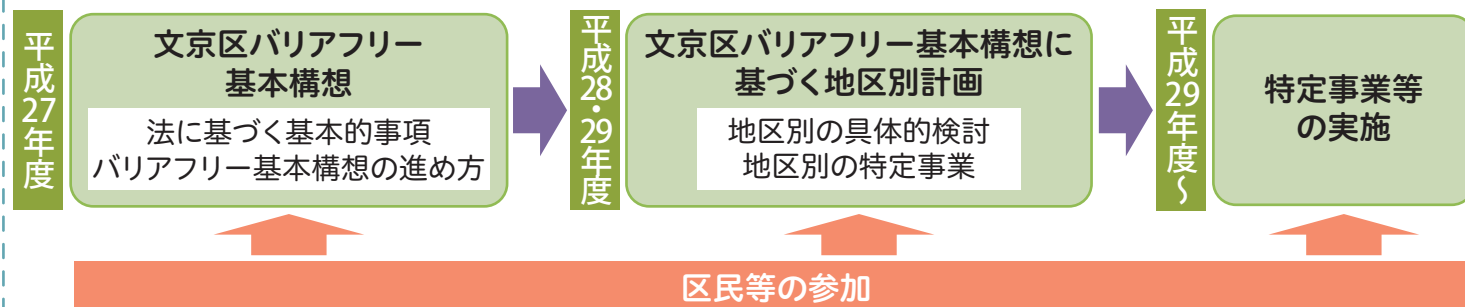 平成27年度
文京区バリアフリー
基本構想
法に基づく基本的事項
バリアフリー基本構想の進め方
平成28・29年度
文京区バリアフリー基本構想に
基づく地区別計画
地区別の具体的検討
地区別の特定事業
平成29年度～
特定事業等
の実施
区民等の参加